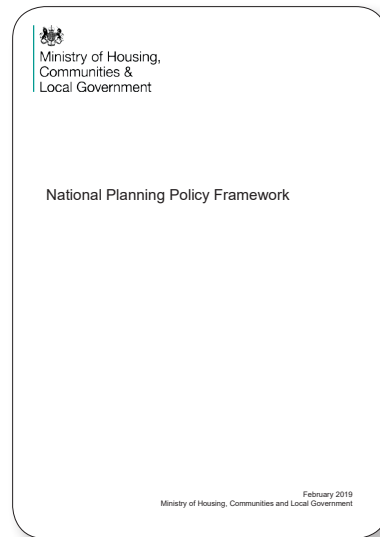 Ministry of Housing,
Communities &
Local Government
National Planning Policy Framework
February 2019
Ministry of Housing, Communities and Local Government